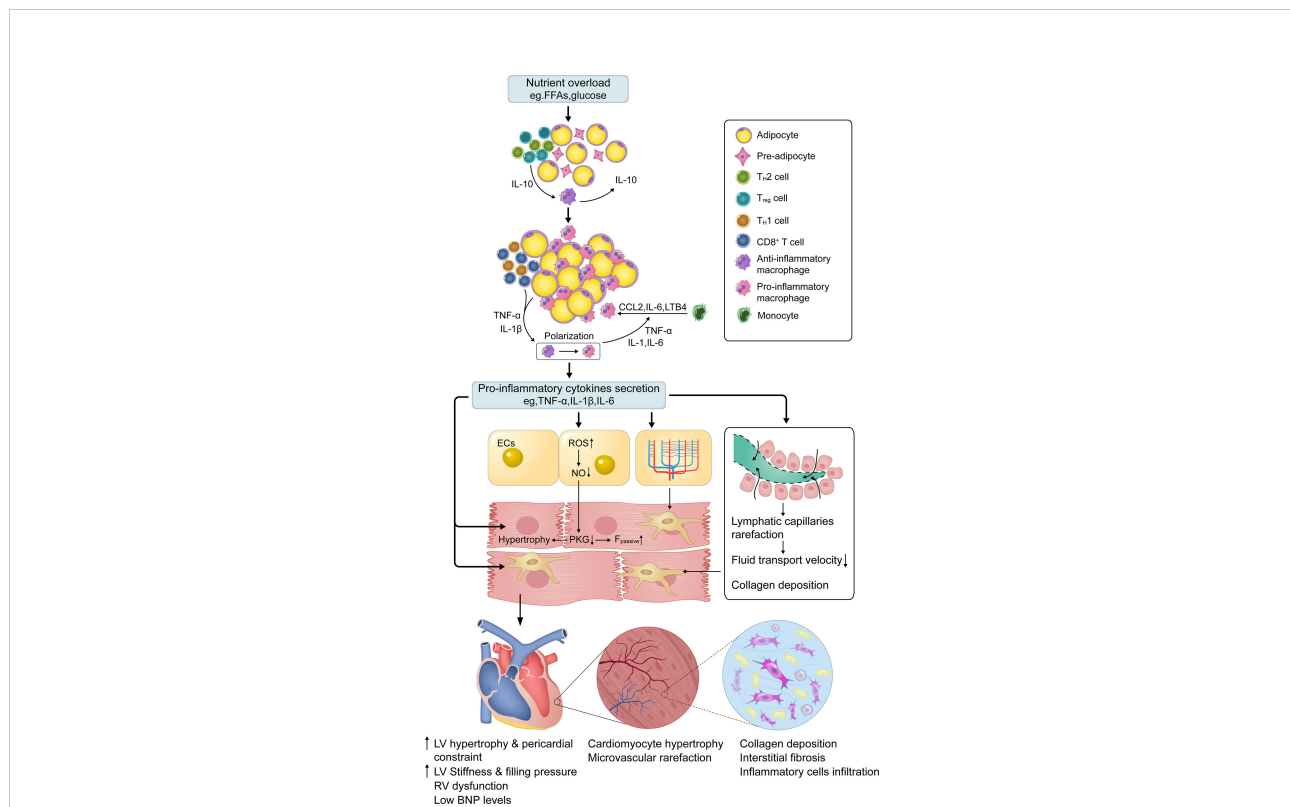 Nutrient overload
eg.FFAs,glucose
IL-10
IL-10
Adipocyte
Pre-adipocyte
TH2 cell
Treg cell
TH1 cell
CD8+ T cell
Anti-inflammatory
macrophage
Pro-inflammatory
macrophage
Monocyte
TNF-α
IL-1β
CCL2,IL-6,LTB4
TNF-α
IL-1,IL-6
Polarization
Pro-inflammatory cytokines secretion
eg,TNF-α,IL-1β,IL-6
ECs
ROS↑
NO↓
Hypertrophy
PKG↓
Fpassive↑
Lymphatic capillaries
rarefaction
Fluid transport velocity↓
Collagen deposition
↑ LV hypertrophy & pericardial
constraint
↑ LV Stiffness & filling pressure
RV dysfunction
Low BNP levels
Cardiomyocyte hypertrophy
Microvascular rarefaction
Collagen deposition
Interstitial fibrosis
Inflammatory cells infiltration